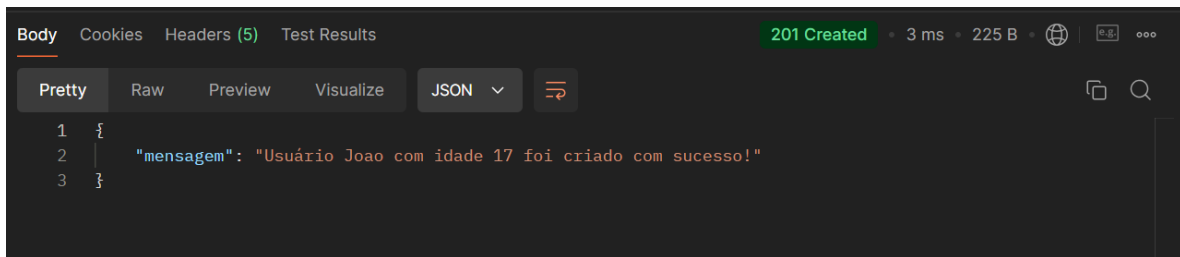 Body Cookies Headers (5) Test Results 201 Created 3 ms 225 B e.g.
Pretty Raw Preview Visualize JSON
1 {
2 "mensagem": "Usuário Joao com idade 17 foi criado com sucesso!"
3 }